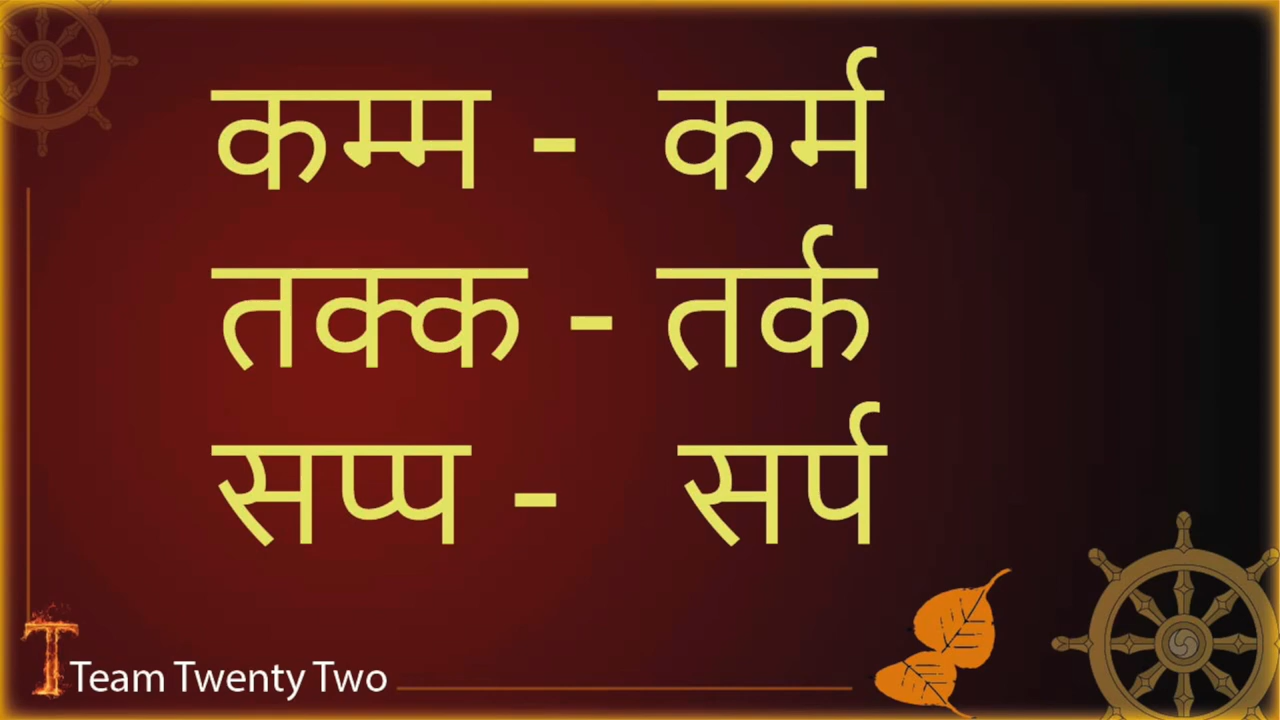 कम्म - कर्म
तक्क - तर्क
सप्प - सर्प
Team Twenty Two